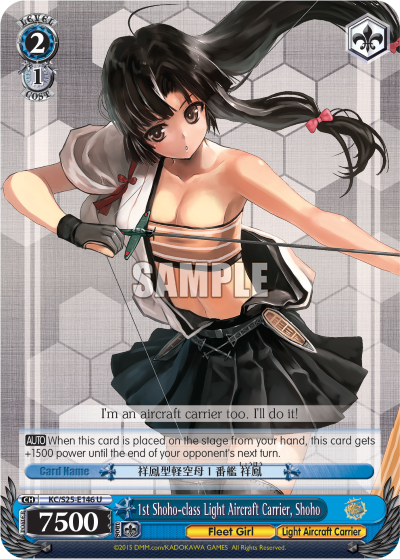 LEVEL
2
1
COST
SAMPLE
I'm an aircraft carrier too. I'll do it!
AUTO When this card is placed on the stage from your hand, this card gets
+1500 power until the end of your opponent's next turn.
Card Name
祥鳳型軽空母1番艦 祥鳳
CH KC/S25-E146 U
1st Shoho-class Light Aircraft Carrier, Shoho
POWER
7500
SOUL
Fleet Girl
Light Aircraft Carrier
©2015 DMM.com/KADOKAWA GAMES All Rights Reserved.